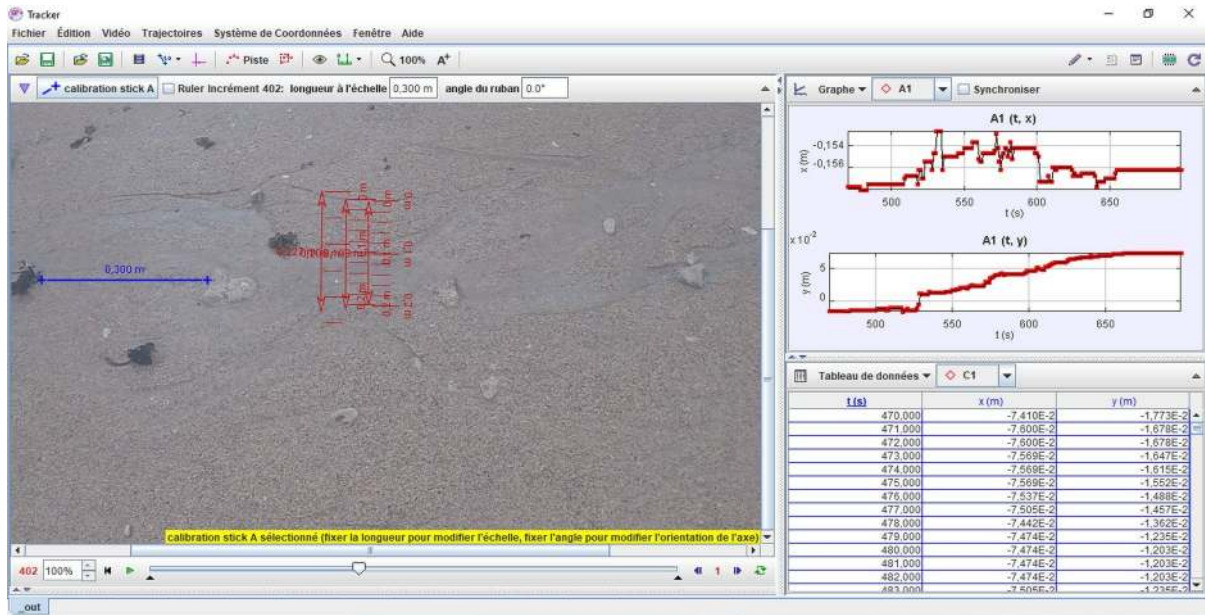 Tracker
Fichier Édition Vidéo Trajectoires Système de Coordonnées Fenêtre Aide
Piste 100% A+
calibration stick A Ruler Incrément 402: longueur à l'échelle 0,300 m angle du ruban 0.0°
0,300 m
calibration stick A sélectionné (fixer la longueur pour modifier l'échelle, fixer l'angle pour modifier l'orientation de l'axe)
402 100% 1
_out
Graphe A1 Synchroniser
A1 (t, x)
-0,154
-0,156
x (m)
500 550 600 650
t (s)
A1 (t, y)
x 10^-2
5
0
y (m)
500 550 600 650
t (s)
Tableau de données C1
t (s) x (m) y (m)
470,000 -7,410E-2 -1,773E-2
471,000 -7,600E-2 -1,678E-2
472,000 -7,600E-2 -1,678E-2
473,000 -7,569E-2 -1,647E-2
474,000 -7,569E-2 -1,615E-2
475,000 -7,569E-2 -1,552E-2
476,000 -7,537E-2 -1,488E-2
477,000 -7,505E-2 -1,457E-2
478,000 -7,442E-2 -1,362E-2
479,000 -7,474E-2 -1,235E-2
480,000 -7,474E-2 -1,203E-2
481,000 -7,474E-2 -1,203E-2
482,000 -7,474E-2 -1,203E-2
483,000 -7,505E-2 -1,235E-2